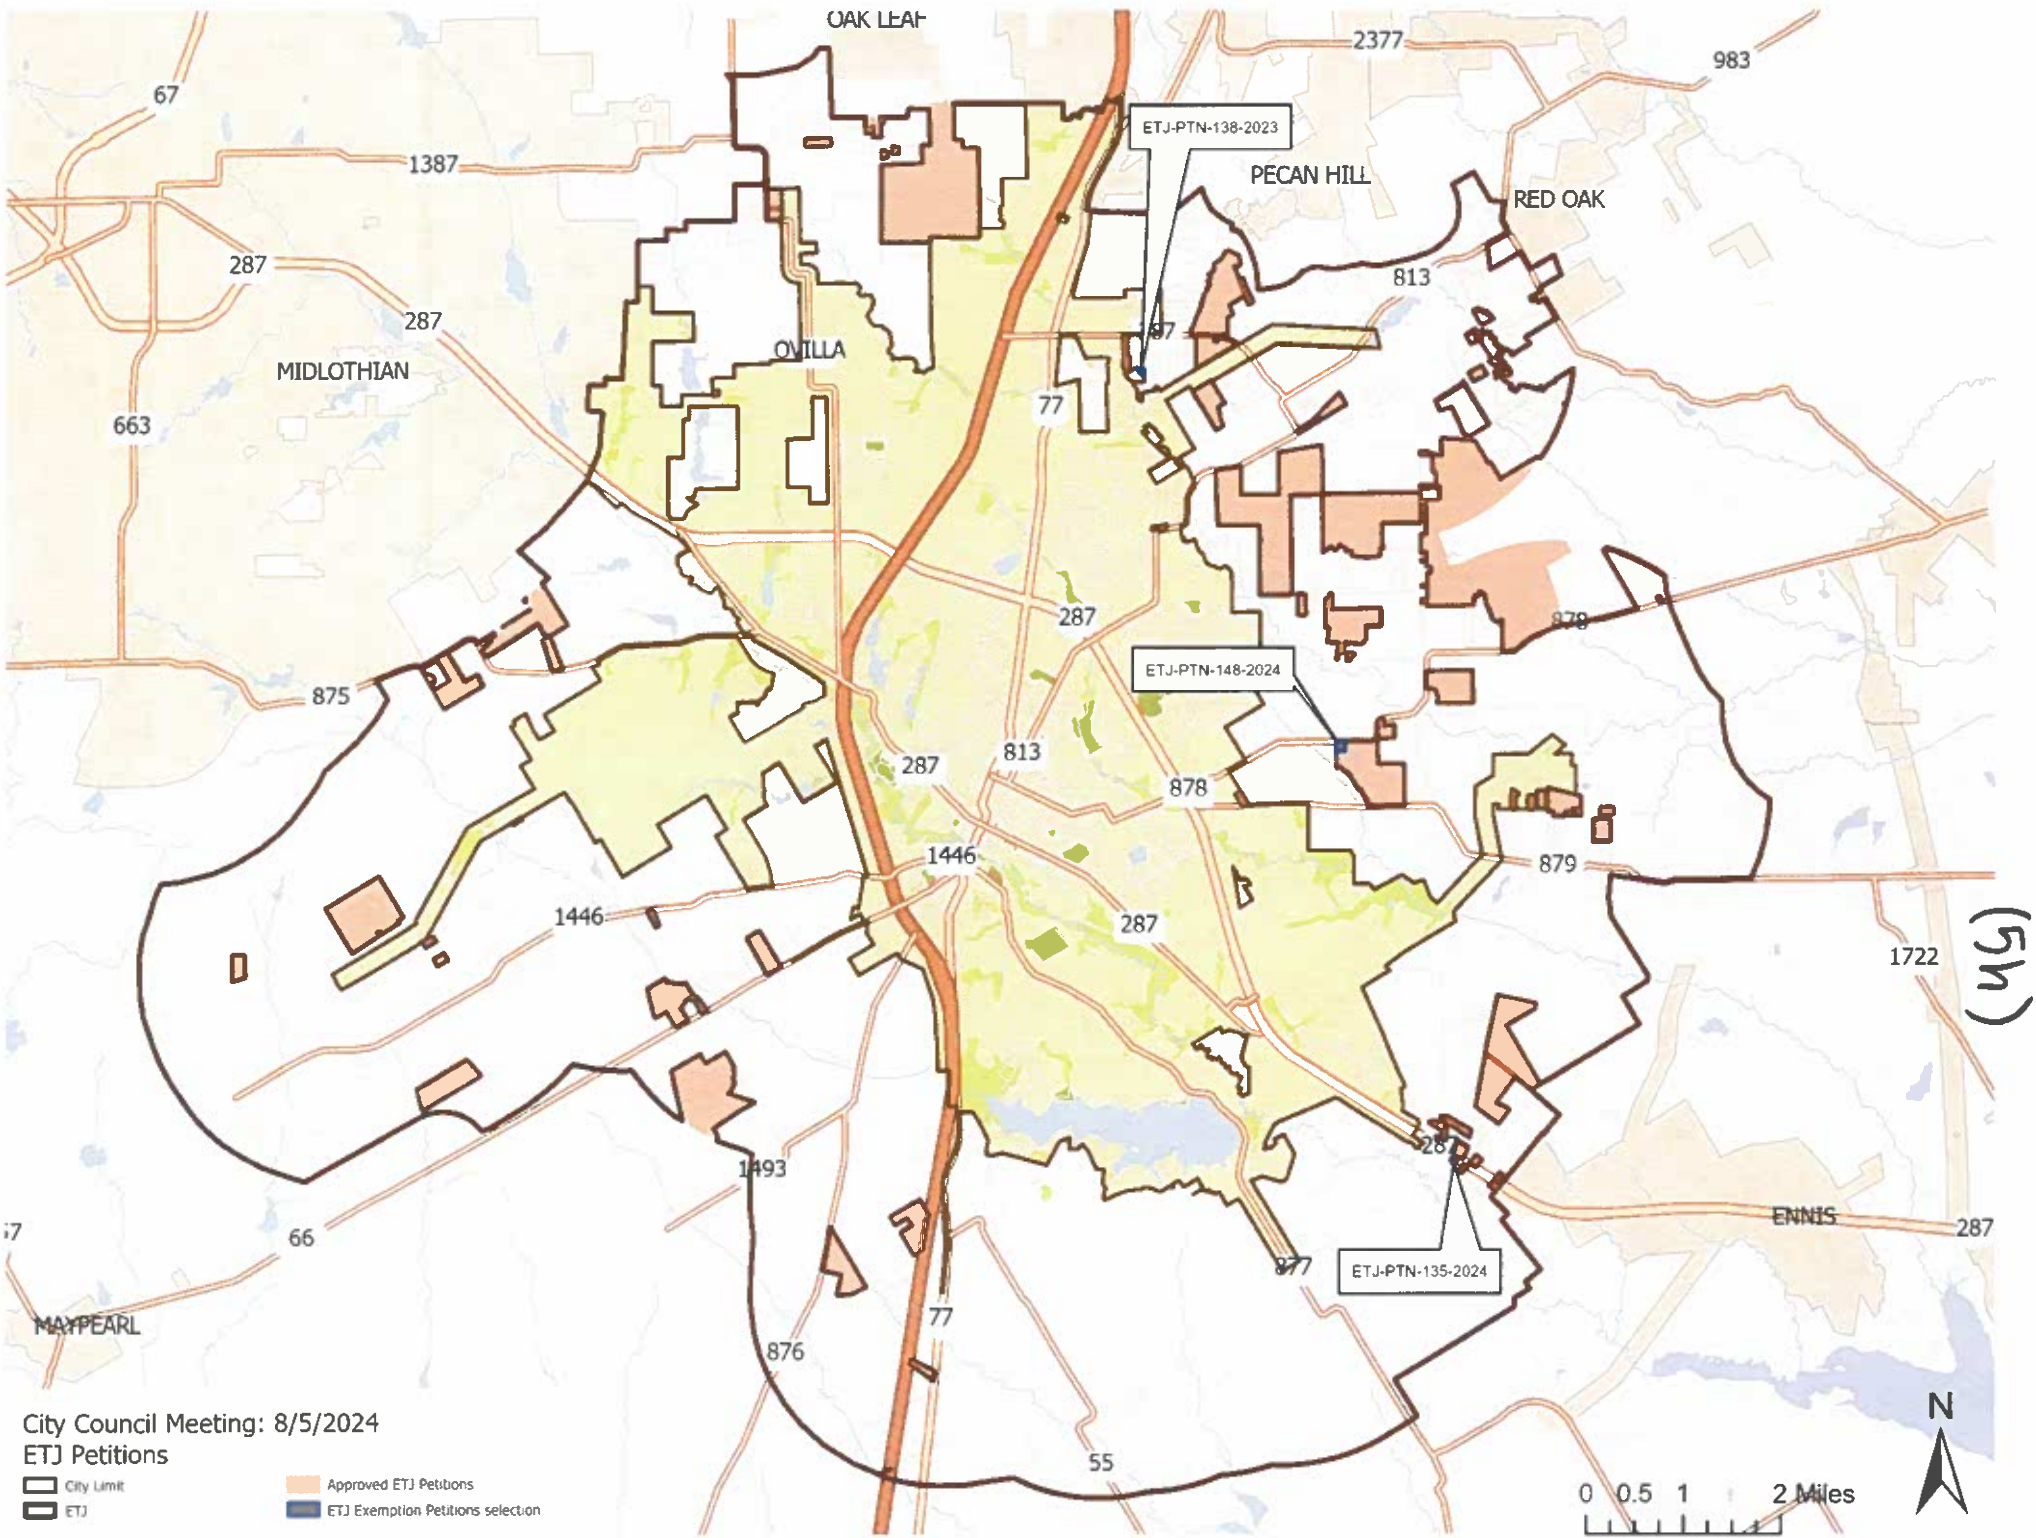 OAK LEAF
2377
983
67
ETJ-PTN-138-2023
1387
PECAN HILL
RED OAK
287
813
287
387
OVILLA
MIDLOTHIAN
77
663
287
878
ETJ-PTN-148-2024
875
813
287
878
1446
879
1446
287
1722
(5h)
287
1493
ENNIS
287
66
877
ETJ-PTN-135-2024
77
MAYPEARL
876
55
City Council Meeting: 8/5/2024
ETJ Petitions
City Limit
ETJ
Approved ETJ Petitions
ETJ Exemption Petitions selection
N
0 0.5 1 2 Miles